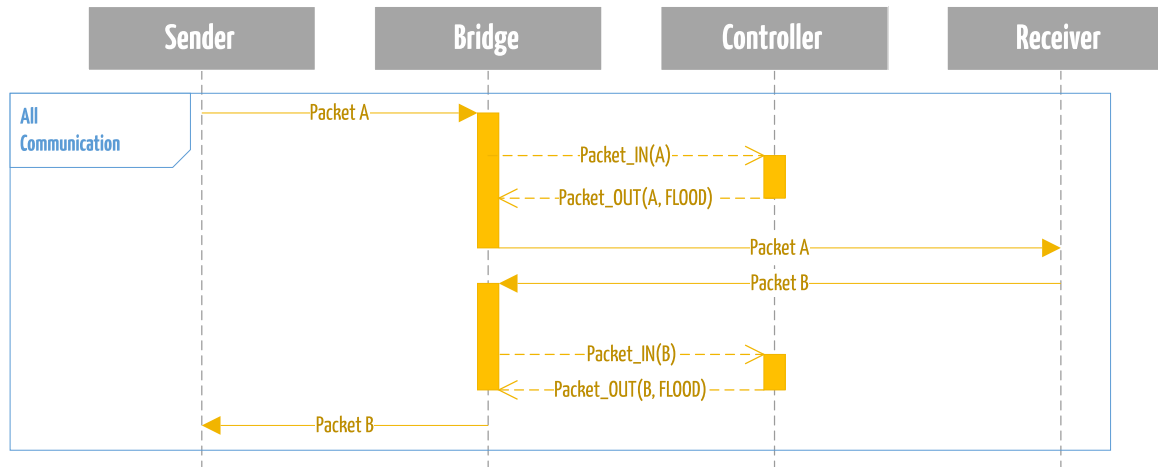 Sender
Bridge
Controller
Receiver
All
Communication
Packet A
Packet_IN(A)
Packet_OUT(A, FLOOD)
Packet A
Packet B
Packet_IN(B)
Packet_OUT(B, FLOOD)
Packet B